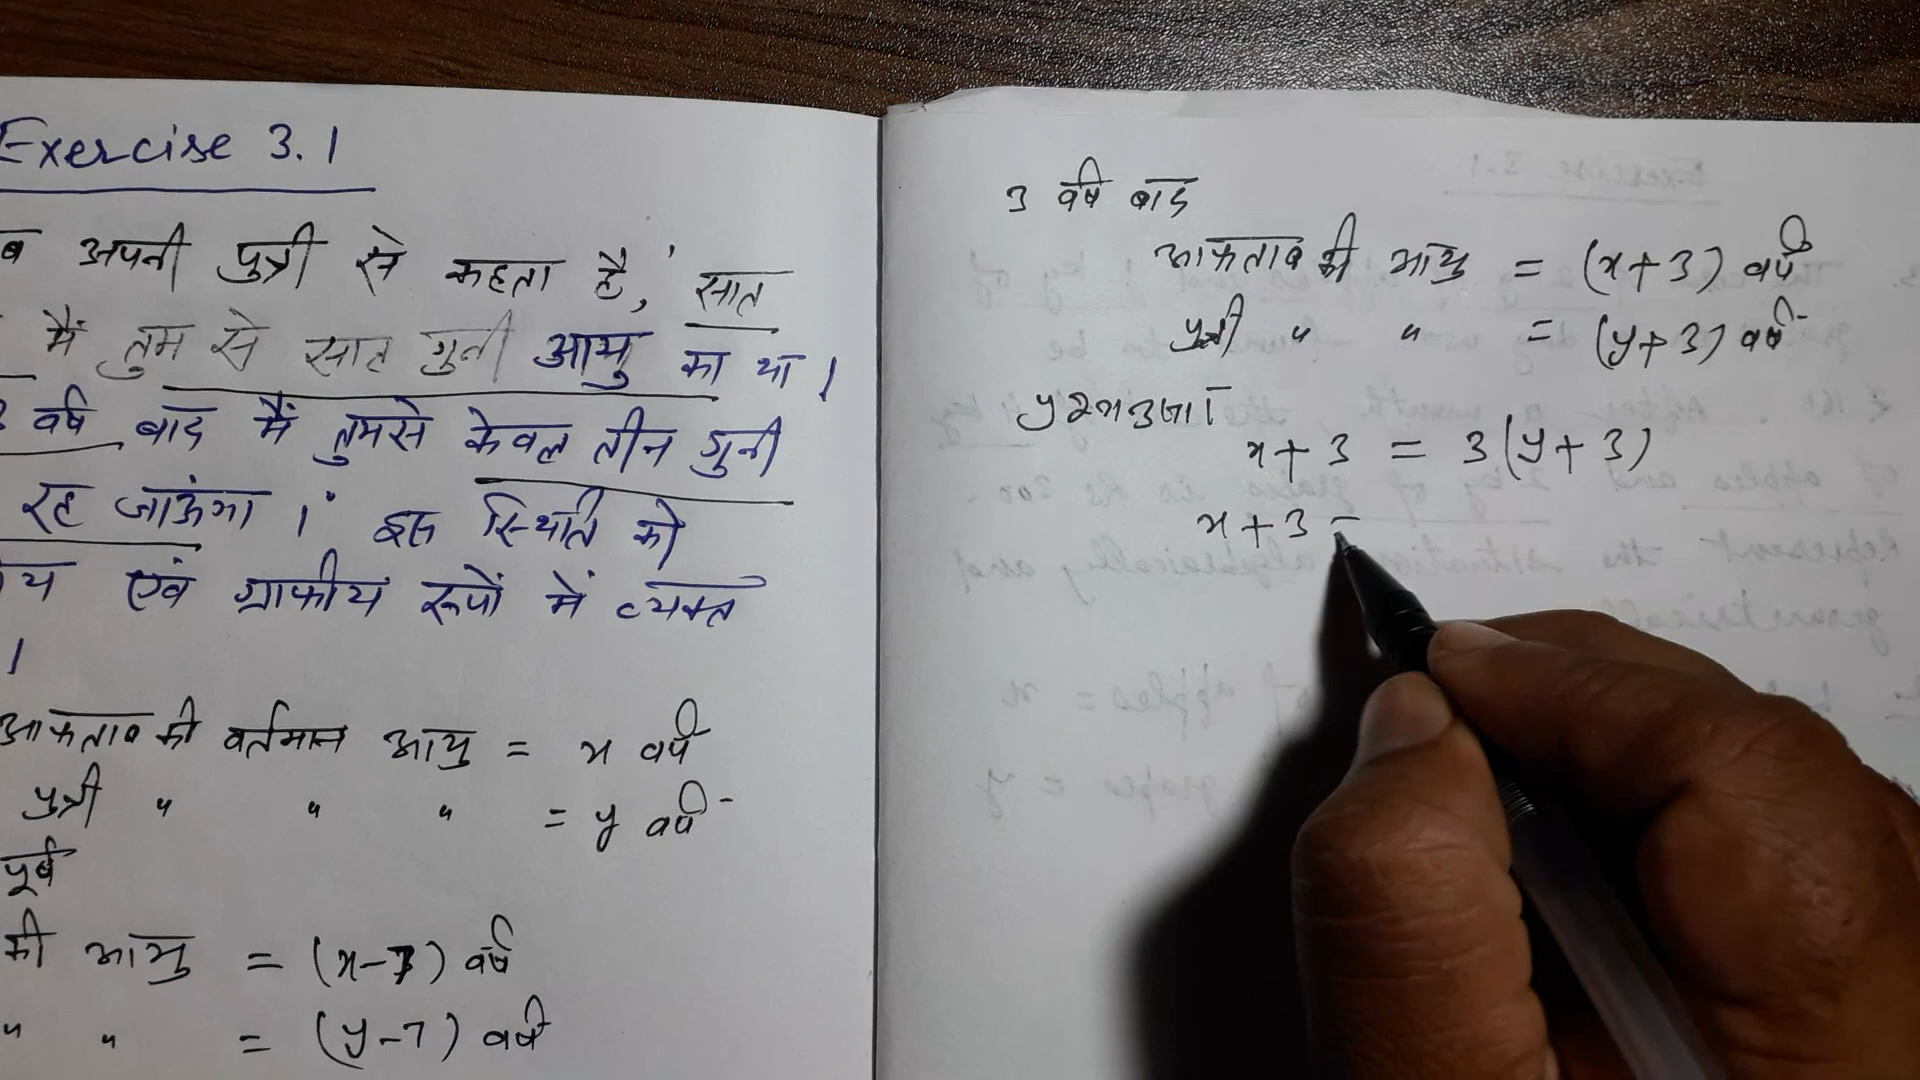 Exercise 3.1
ब अपनी पुत्री से कहता है, 'सात
में तुम से सात गुनी आयु का था।
3 वर्ष बाद मैं तुमसे केवल तीन गुनी
रह जाऊंगा।' इस स्थिति को
य एवं ग्राफीय रूपों में व्यक्त
।
आफताब की वर्तमान आयु = x वर्ष
पुत्री " " " = y वर्ष
पूर्व
की आयु = (x-7) वर्ष
" " = (y-7) वर्ष
3 वर्ष बाद
आफताब की आयु = (x+3) वर्ष
पुत्री " " = (y+3) वर्ष
x+3 = 3(y+3)
x+3 =